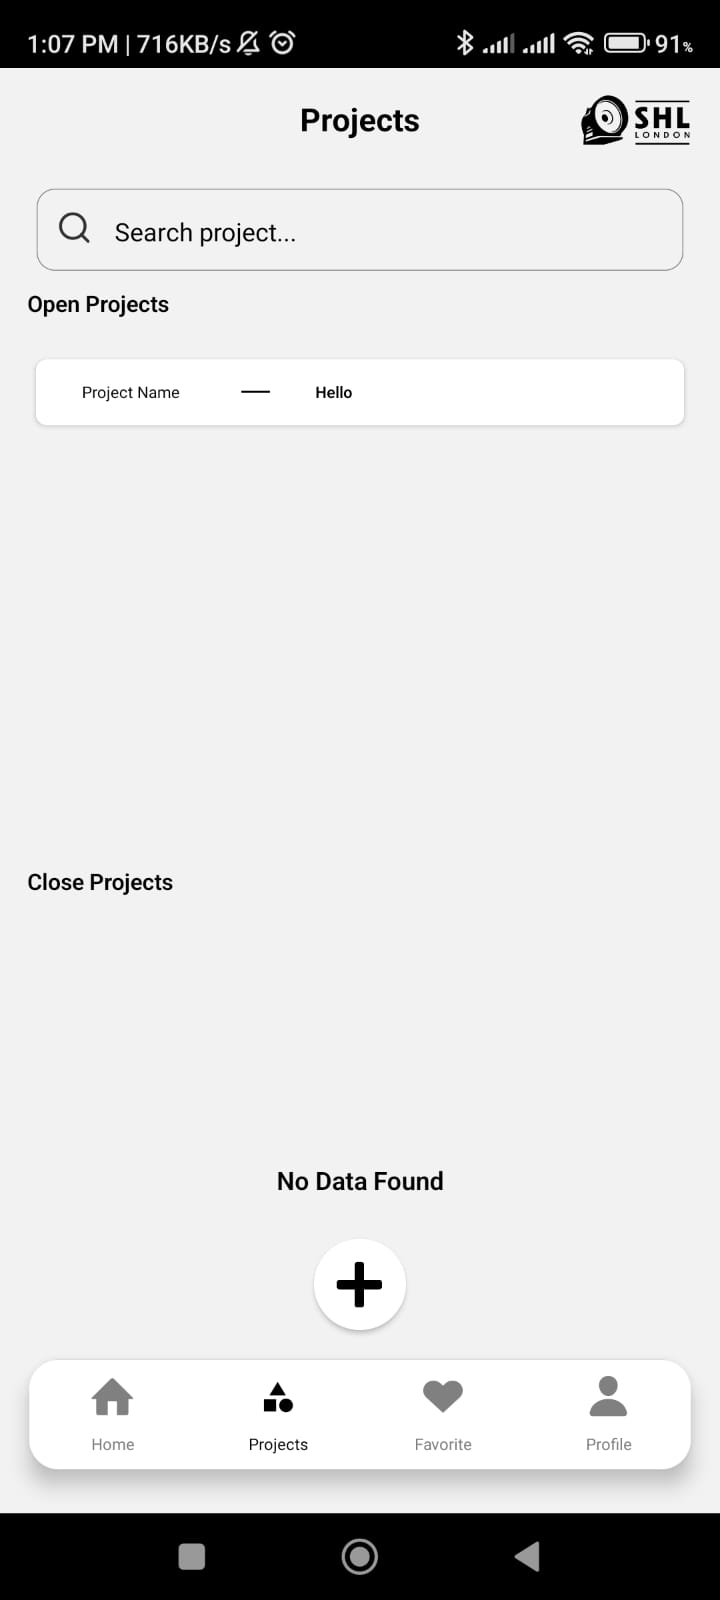 1:07 PM | 716KB/s 91%
Projects
SHL
LONDON
Search project...
Open Projects
Project Name — Hello
Close Projects
No Data Found
Home Projects Favorite Profile